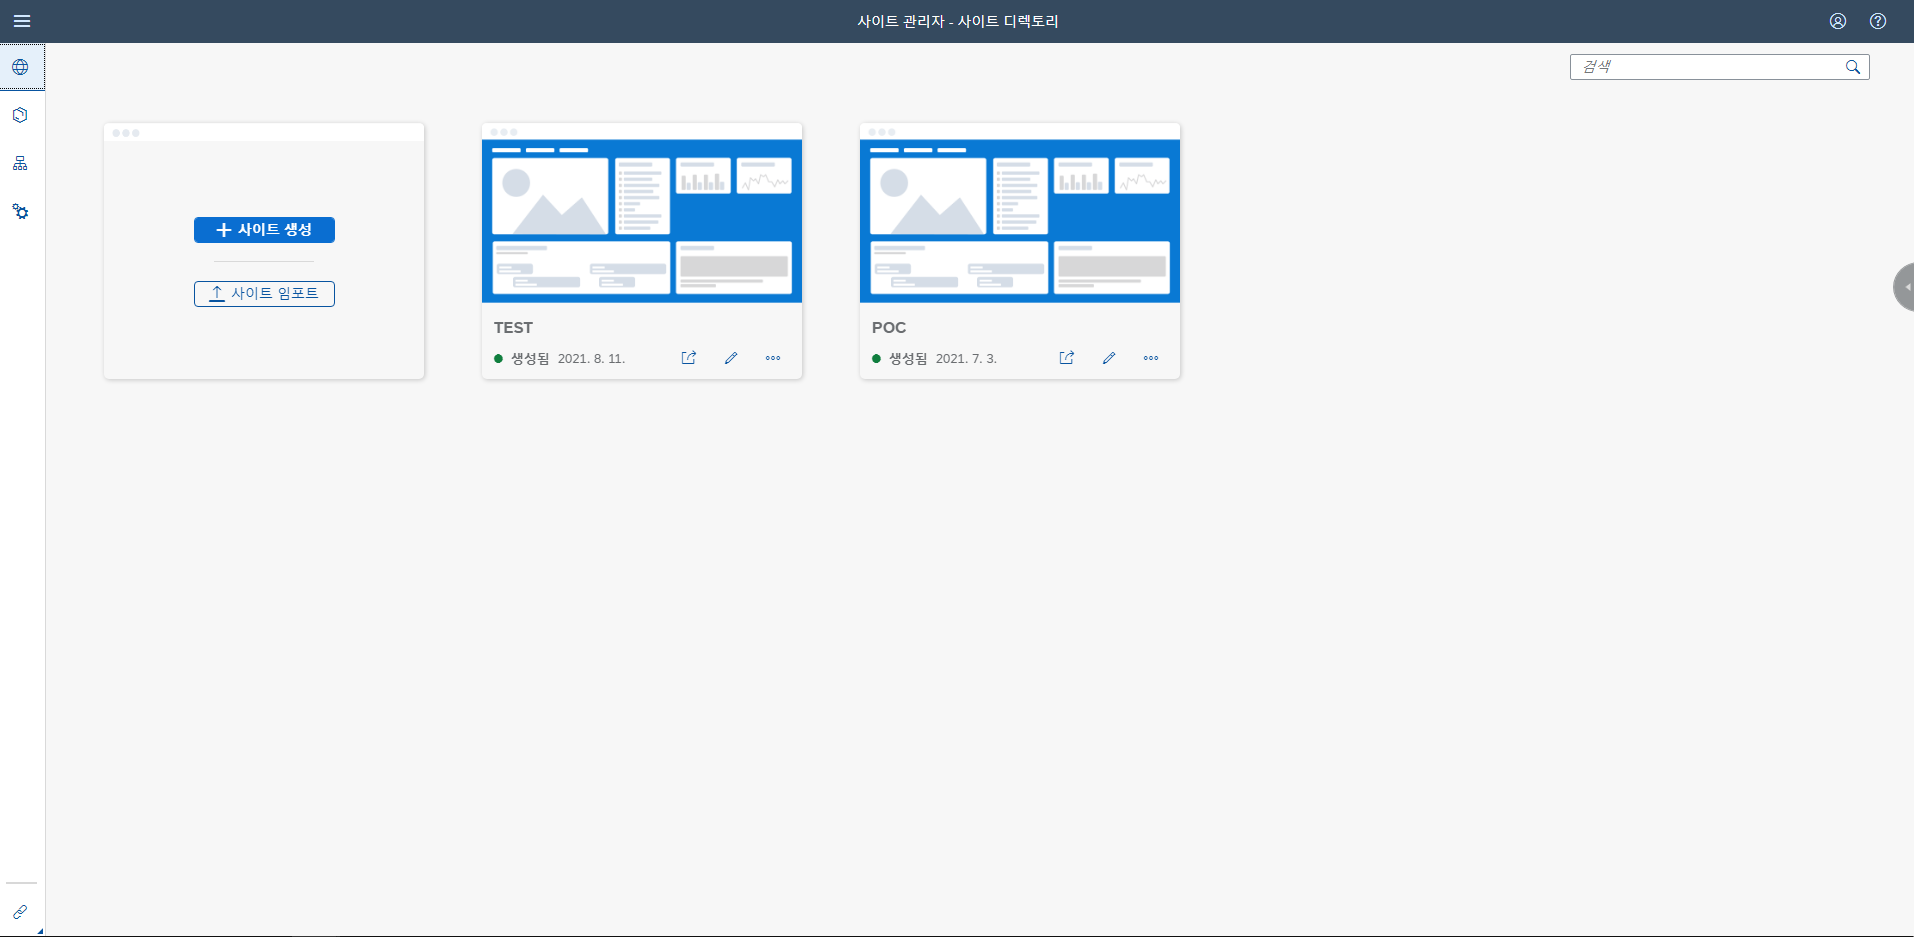 사이트 관리자 - 사이트 디렉토리
검색
사이트 생성
사이트 임포트
TEST
생성됨 2021. 8. 11.
POC
생성됨 2021. 7. 3.